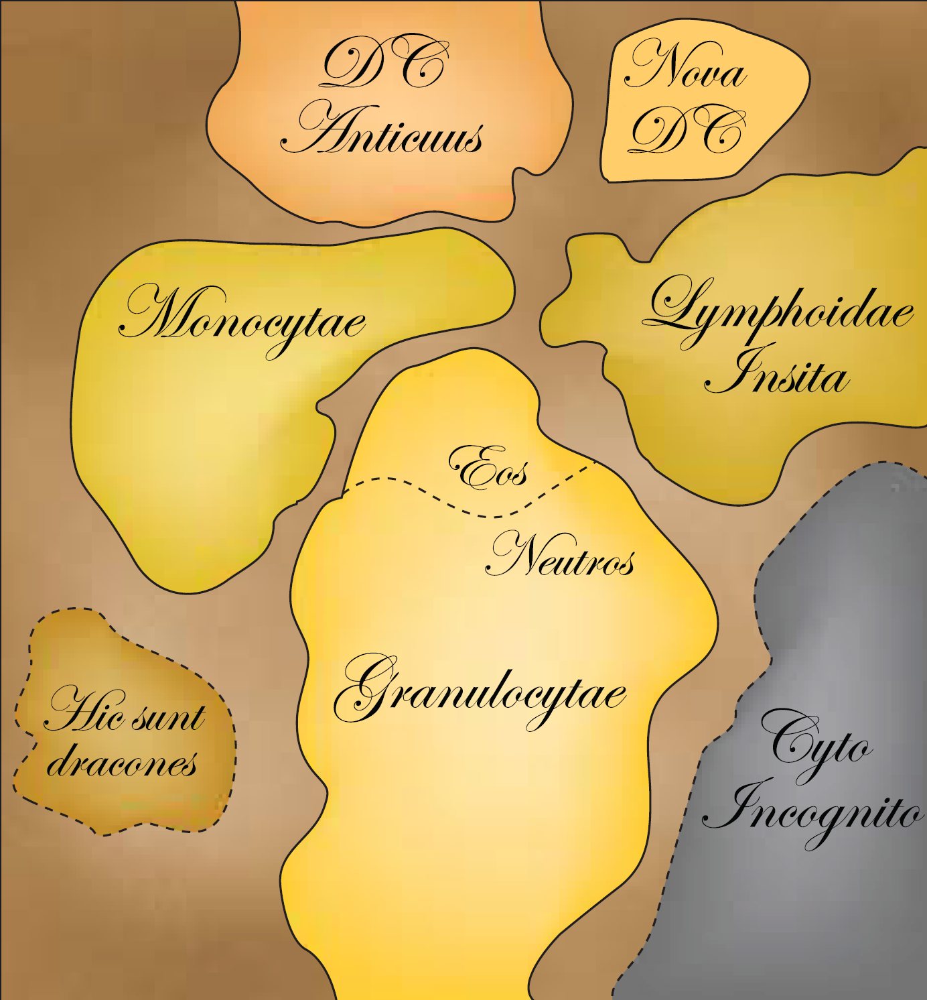 DC
Anticuus
Nova
DC
Monocytae
Lymphoidae
Insita
Eos
Neutros
Granulocytae
Hic sunt
dracones
Cyto
Incognito